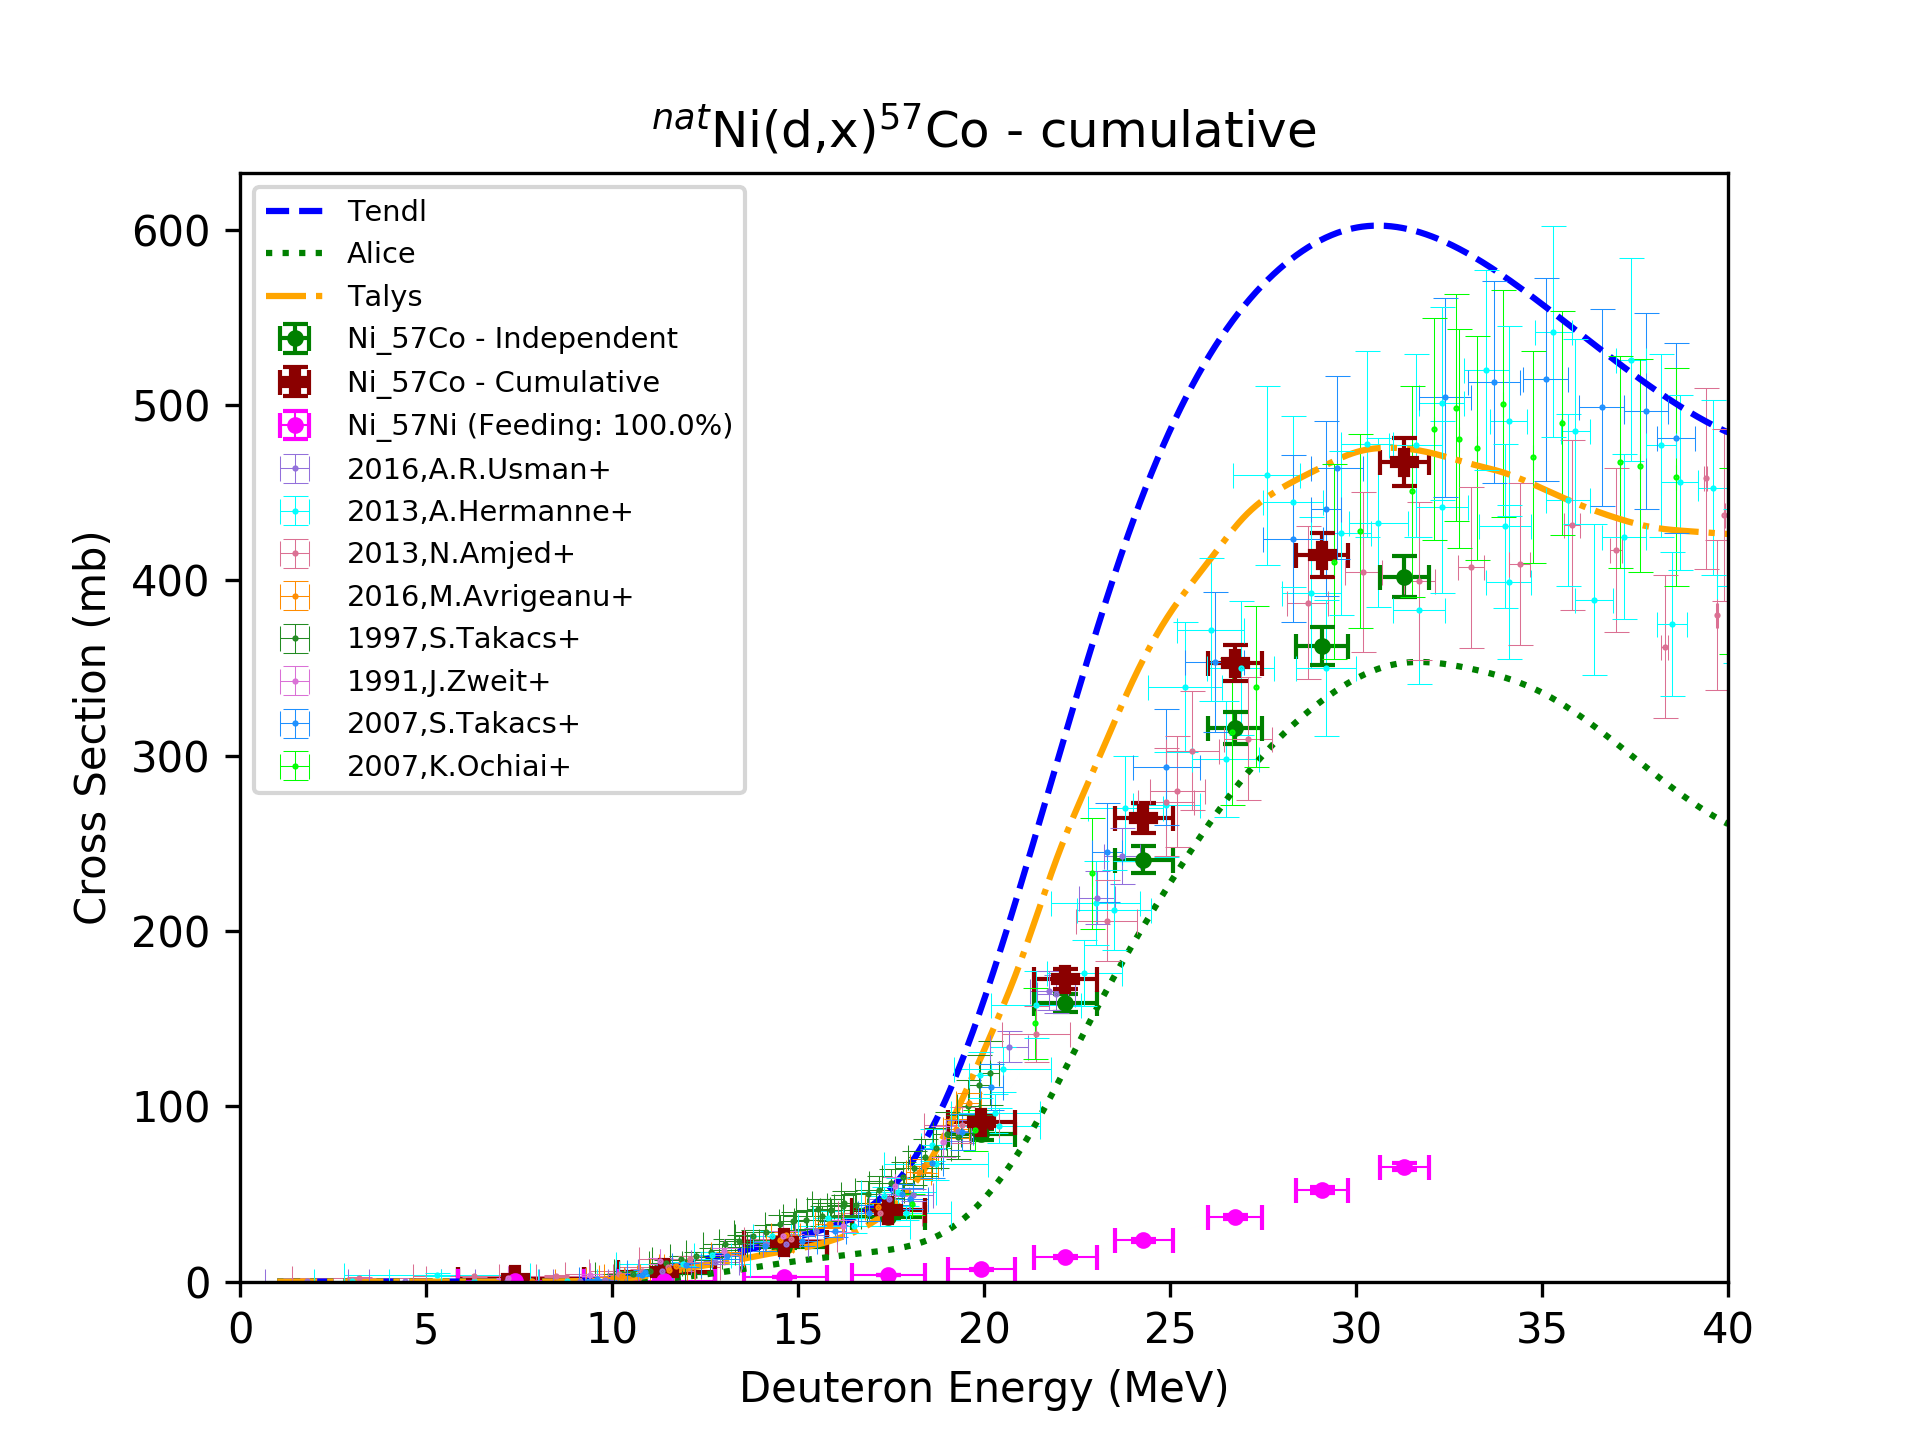 natNi(d,x)57Co - cumulative
Tendl
Alice
Talys
Ni_57Co - Independent
Ni_57Co - Cumulative
Ni_57Ni (Feeding: 100.0%)
2016,A.R.Usman+
2013,A.Hermanne+
2013,N.Amjed+
2016,M.Avrigeanu+
1997,S.Takacs+
1991,J.Zweit+
2007,S.Takacs+
2007,K.Ochiai+
600
500
400
300
200
100
0
Cross Section (mb)
0 5 10 15 20 25 30 35 40
Deuteron Energy (MeV)